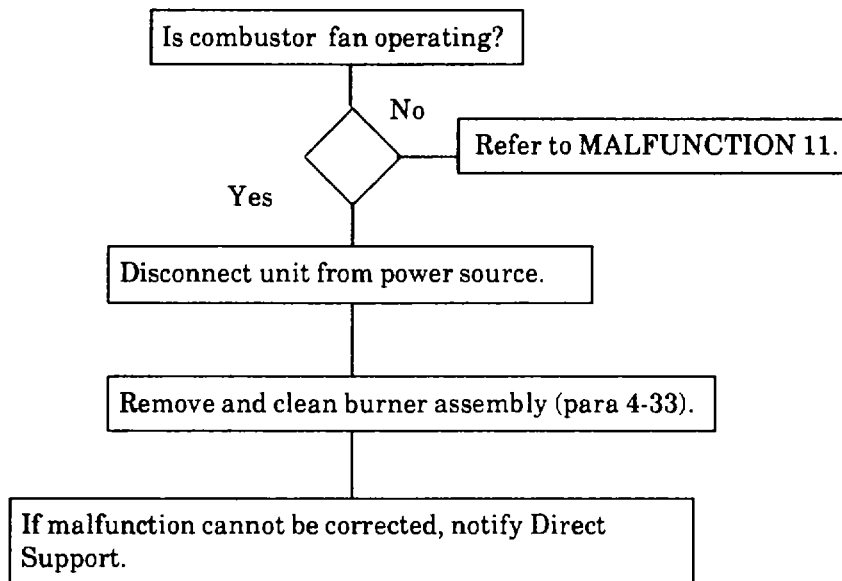 Is combustor fan operating?
No
Refer to MALFUNCTION 11.
Yes
Disconnect unit from power source.
Remove and clean burner assembly (para 4-33).
If malfunction cannot be corrected, notify Direct
Support.